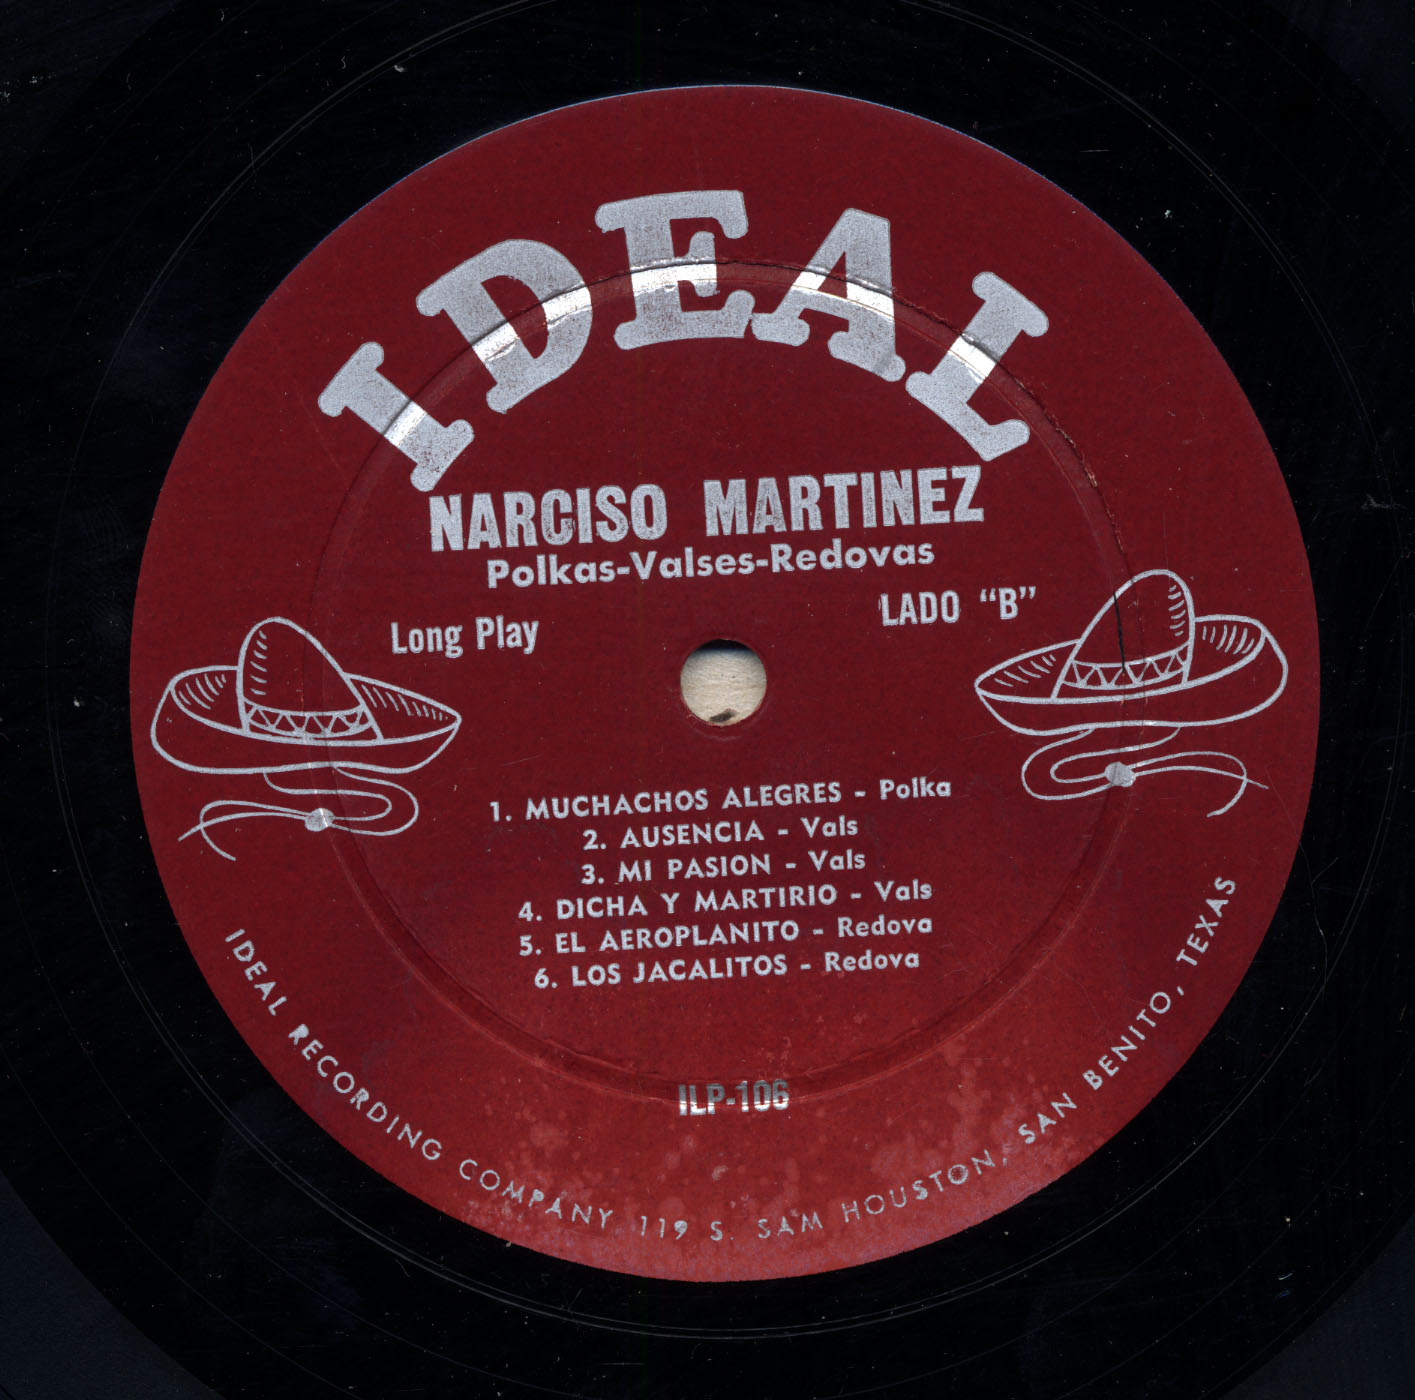 IDEAL
NARCISO MARTINEZ
Polkas-Valses-Redovas
Long Play
LADO "B"
1. MUCHACHOS ALEGRES - Polka
2. AUSENCIA - Vals
3. MI PASION - Vals
4. DICHA Y MARTIRIO - Vals
5. EL AEROPLANITO - Redova
6. LOS JACALITOS - Redova
ILP-106
IDEAL RECORDING COMPANY 119 S. SAM HOUSTON, SAN BENITO, TEXAS